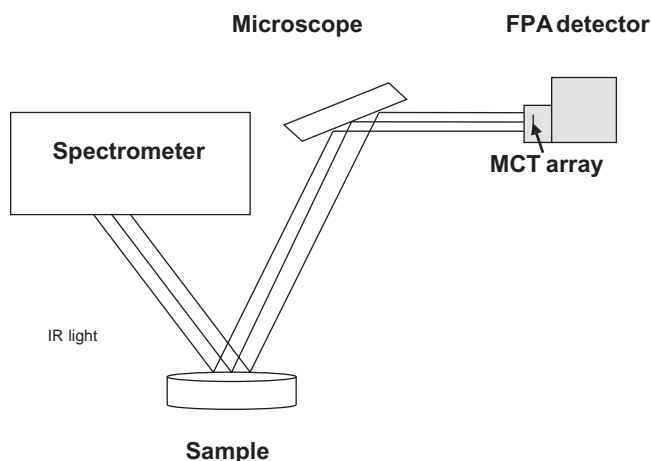 Microscope
FPA detector
Spectrometer
MCT array
IR light
Sample